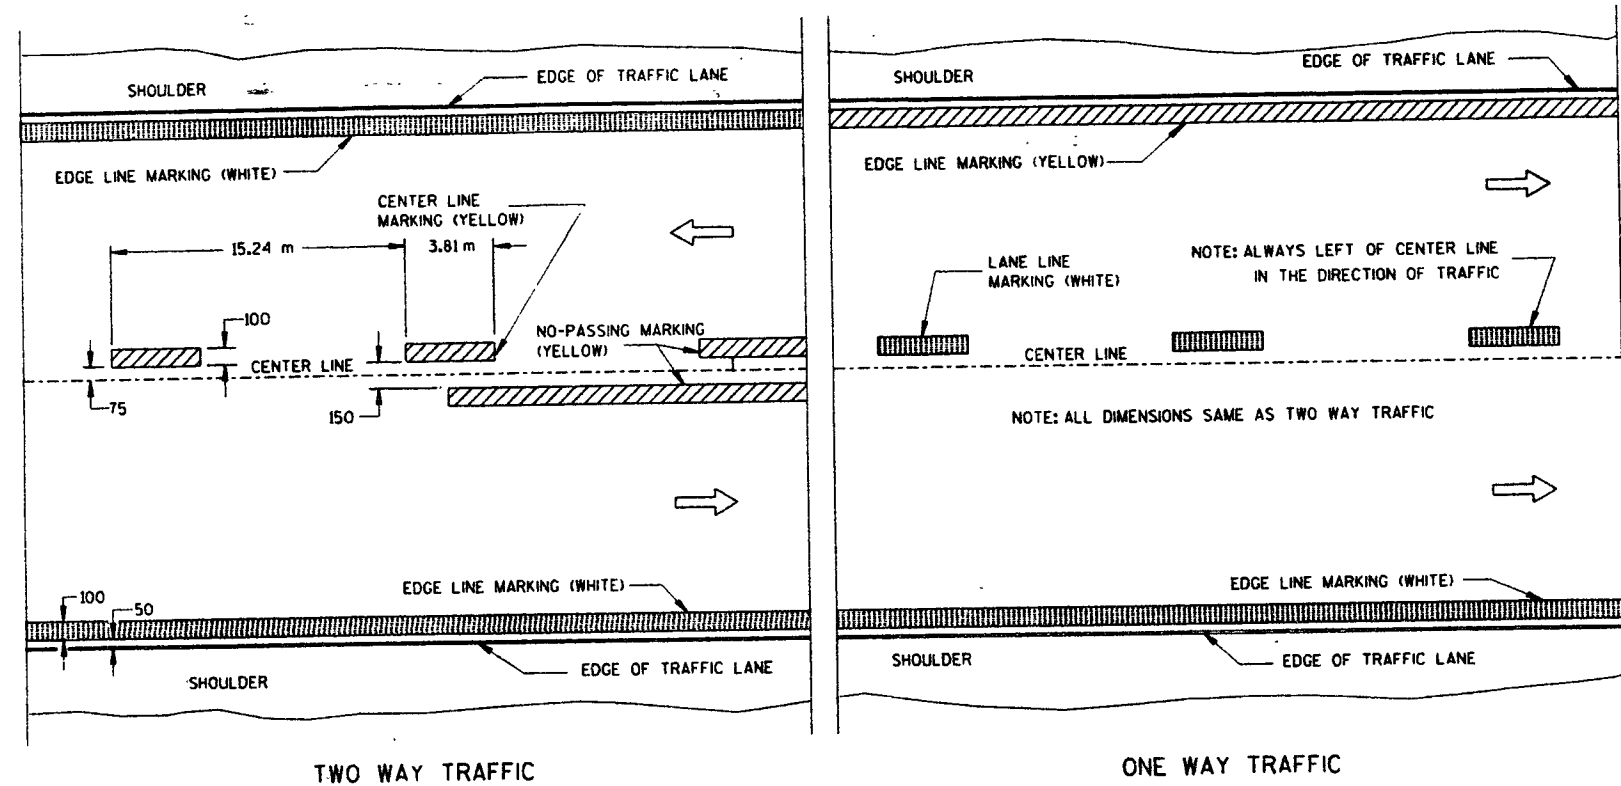 SHOULDER
EDGE OF TRAFFIC LANE
EDGE LINE MARKING (WHITE)
CENTER LINE
MARKING (YELLOW)
15.24 m
3.81 m
100
NO-PASSING MARKING
(YELLOW)
CENTER LINE
75
150
EDGE LINE MARKING (WHITE)
100
50
EDGE OF TRAFFIC LANE
SHOULDER
TWO WAY TRAFFIC
SHOULDER
EDGE OF TRAFFIC LANE
EDGE LINE MARKING (YELLOW)
LANE LINE
MARKING (WHITE)
NOTE: ALWAYS LEFT OF CENTER LINE
IN THE DIRECTION OF TRAFFIC
CENTER LINE
NOTE: ALL DIMENSIONS SAME AS TWO WAY TRAFFIC
EDGE LINE MARKING (WHITE)
SHOULDER
EDGE OF TRAFFIC LANE
ONE WAY TRAFFIC